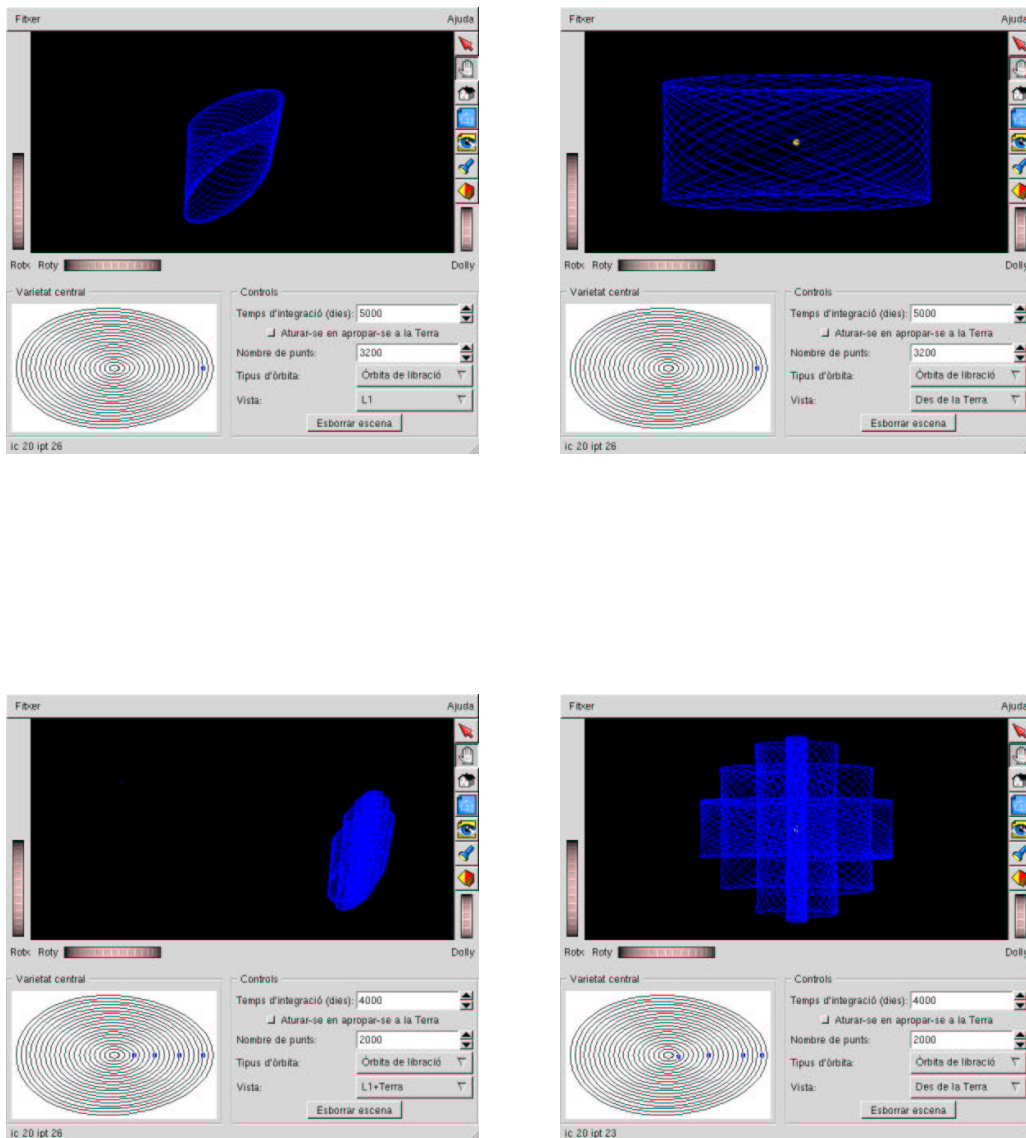 Fitxer Ajuda
Rotx Roty Dolly
Varietat central
Controls
Temps d'integració (dies): 5000
Aturar-se en apropar-se a la Terra
Nombre de punts: 3200
Tipus d'òrbita: Òrbita de libració
Vista: L1
Esborrar escena
ic 20 ipt 26
Fitxer Ajuda
Rotx Roty Dolly
Varietat central
Controls
Temps d'integració (dies): 5000
Aturar-se en apropar-se a la Terra
Nombre de punts: 3200
Tipus d'òrbita: Òrbita de libració
Vista: Des de la Terra
Esborrar escena
ic 20 ipt 26
Fitxer Ajuda
Rotx Roty Dolly
Varietat central
Controls
Temps d'integració (dies): 4000
Aturar-se en apropar-se a la Terra
Nombre de punts: 2000
Tipus d'òrbita: Òrbita de libració
Vista: L1+Terra
Esborrar escena
ic 20 ipt 26
Fitxer Ajuda
Rotx Roty Dolly
Varietat central
Controls
Temps d'integració (dies): 4000
Aturar-se en apropar-se a la Terra
Nombre de punts: 2000
Tipus d'òrbita: Òrbita de libració
Vista: Des de la Terra
Esborrar escena
ic 20 ipt 23